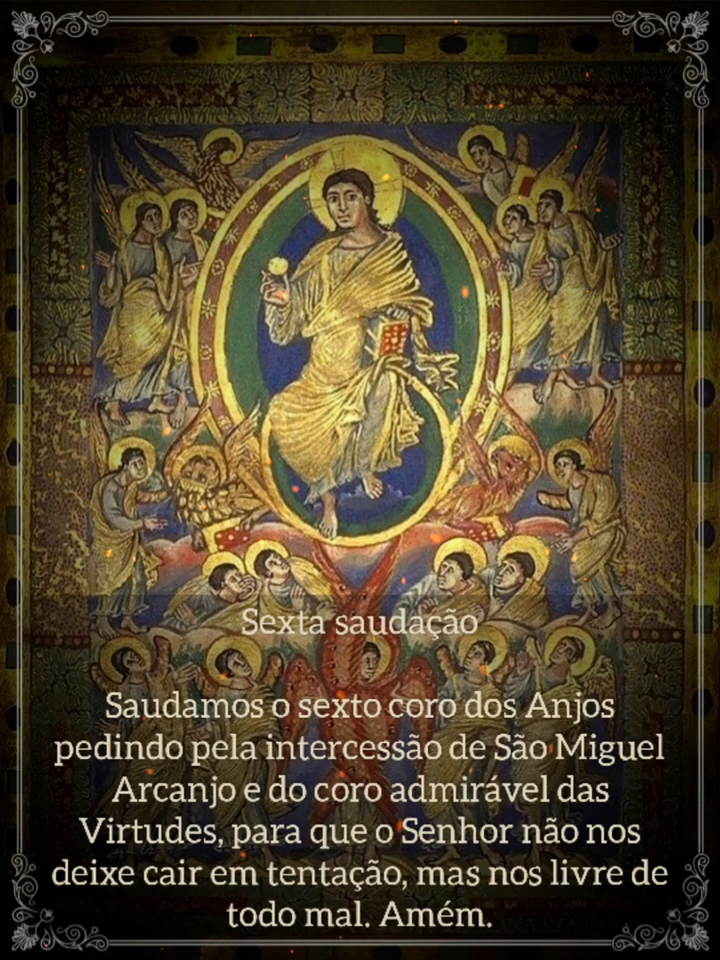 Sexta saudação
Saudamos o sexto coro dos Anjos
pedindo pela intercessão de São Miguel
Arcanjo e do coro admirável das
Virtudes, para que o Senhor não nos
deixe cair em tentação, mas nos livre de
todo mal. Amém.